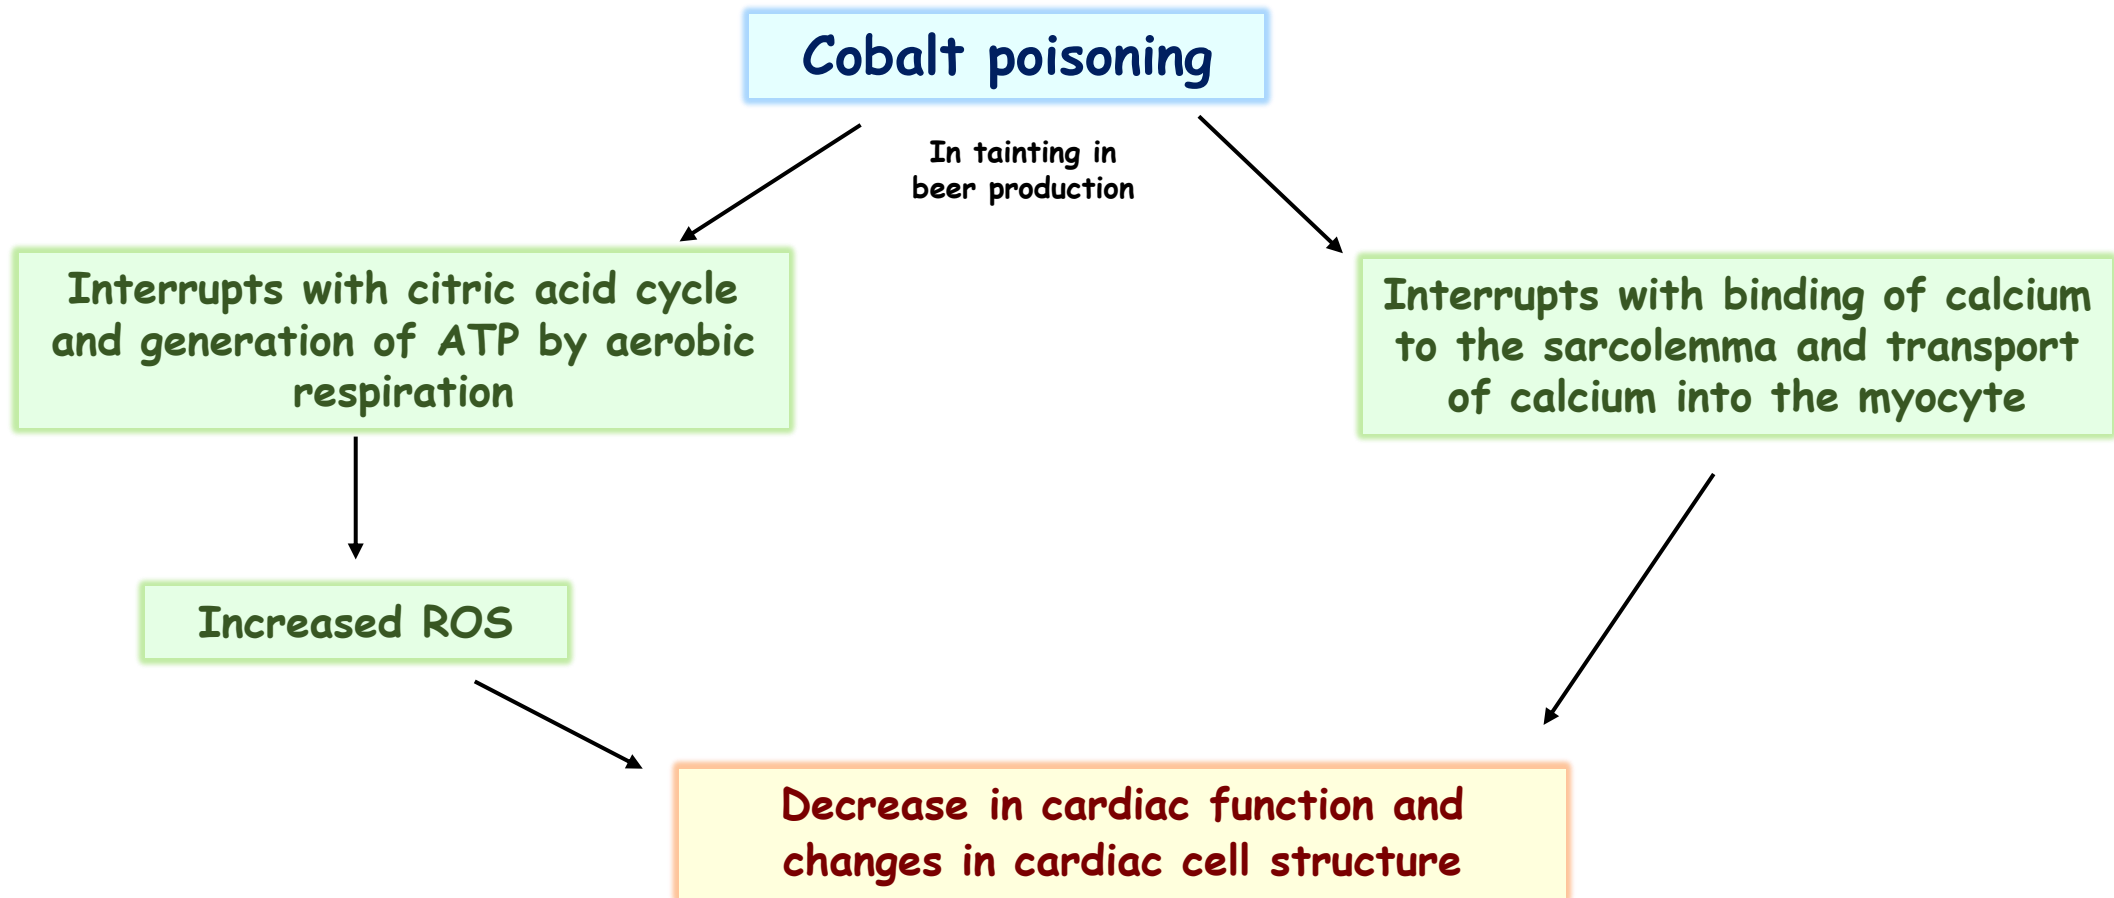 Cobalt poisoning
In tainting in
beer production
Interrupts with citric acid cycle
and generation of ATP by aerobic
respiration
Interrupts with binding of calcium
to the sarcolemma and transport
of calcium into the myocyte
Increased ROS
Decrease in cardiac function and
changes in cardiac cell structure